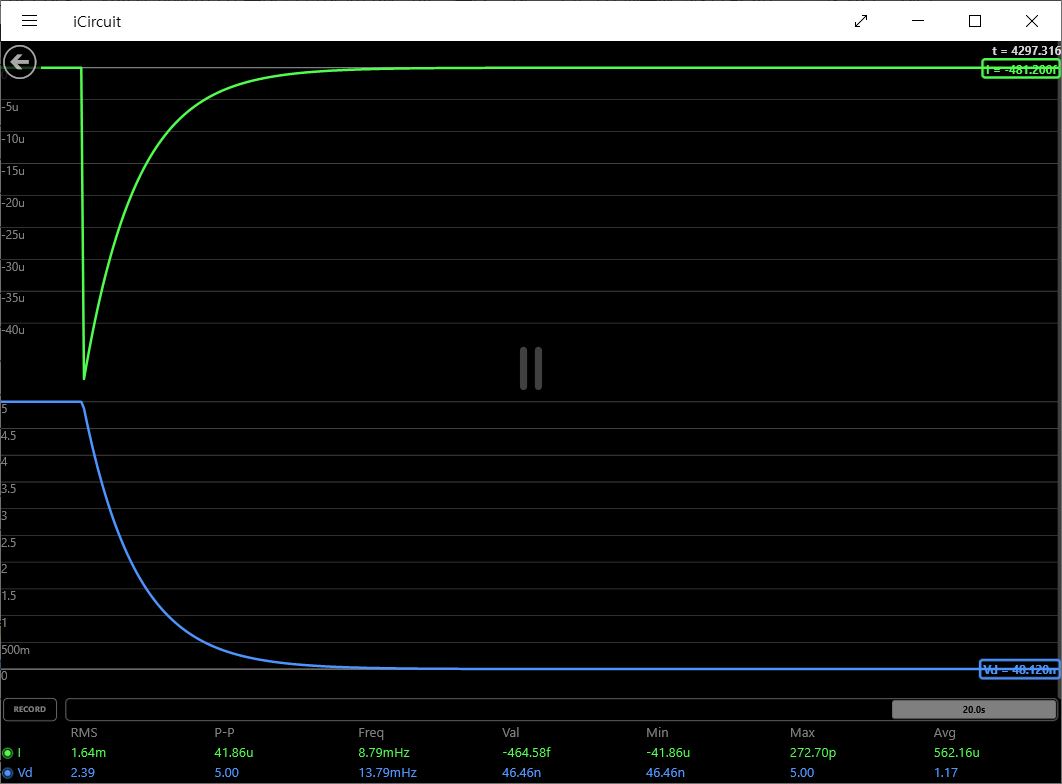 iCircuit
t = 4297.316
I = -481.200f
-5u
-10u
-15u
-20u
-25u
-30u
-35u
-40u
5
4.5
4
3.5
3
2.5
2
1.5
1
500m
0
Vd = 48.120n
RECORD
20.0s
RMS P-P Freq Val Min Max Avg
I 1.64m 41.86u 8.79mHz -464.58f -41.86u 272.70p 562.16u
Vd 2.39 5.00 13.79mHz 46.46n 46.46n 5.00 1.17